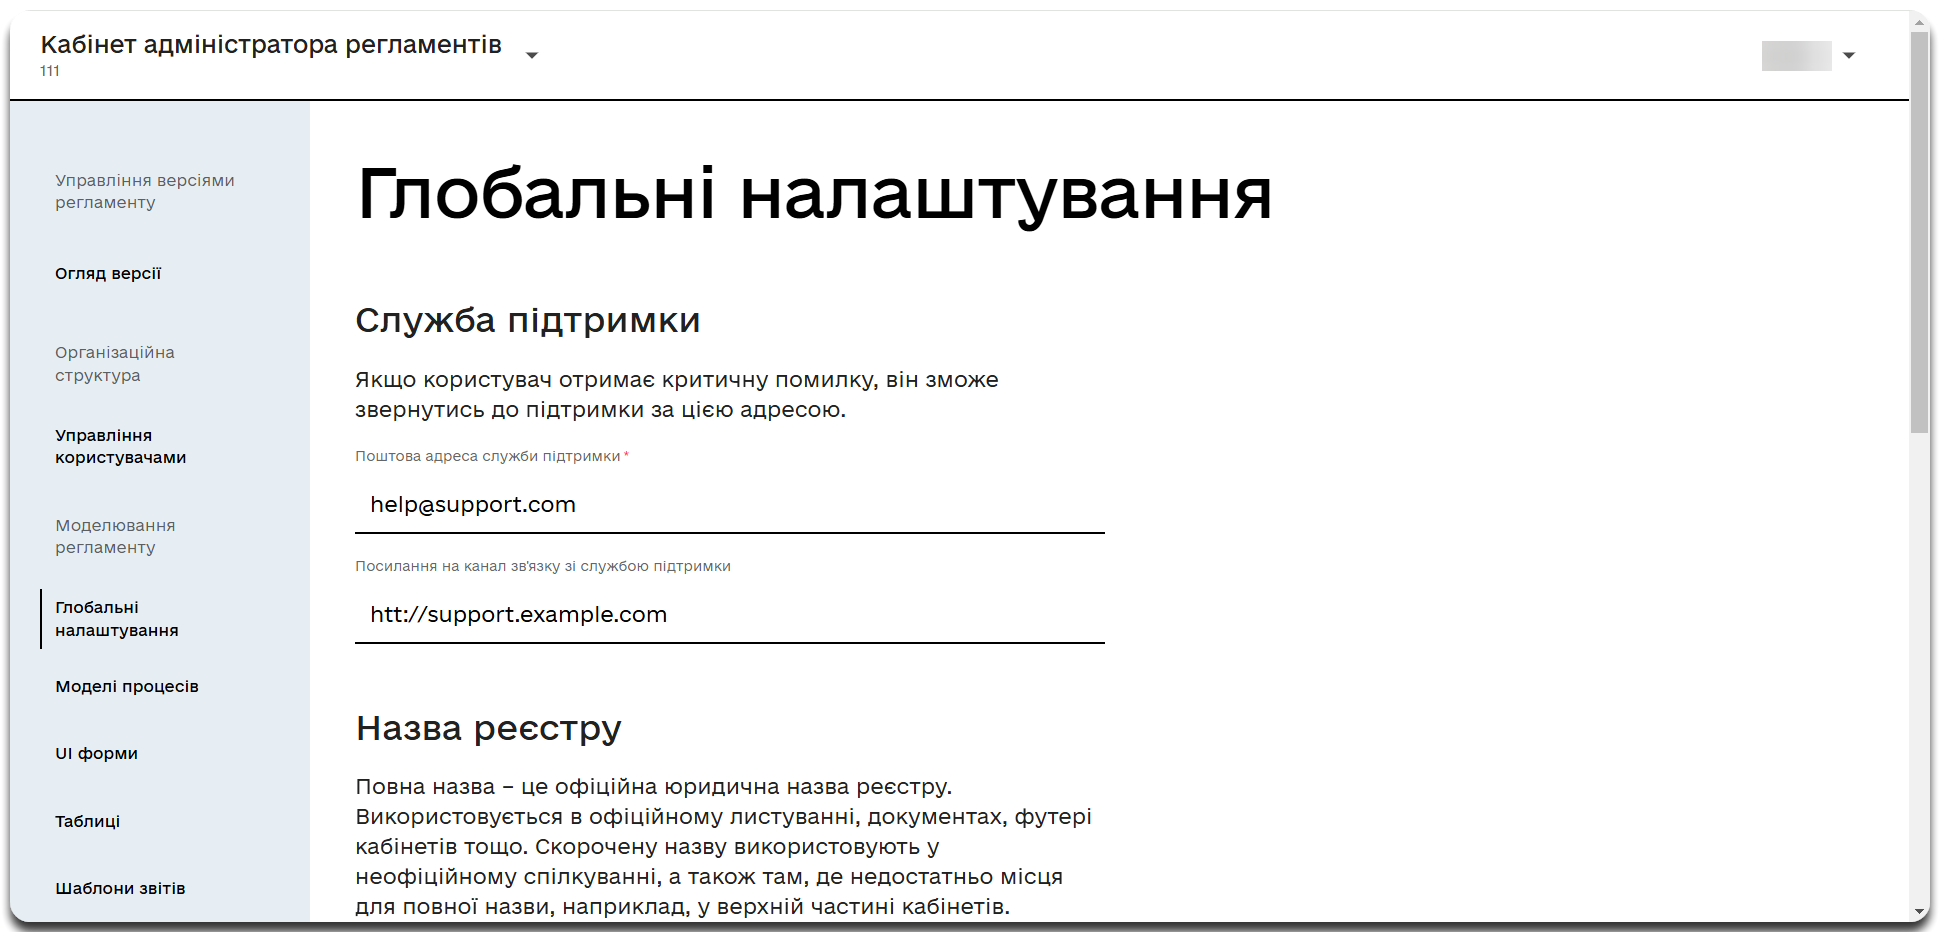 Кабінет адміністратора регламентів
111
Управління версіями
регламенту
Огляд версії
Організаційна
структура
Управління
користувачами
Моделювання
регламенту
Глобальні
налаштування
Моделі процесів
UI форми
Таблиці
Шаблони звітів
Глобальні налаштування
Служба підтримки
Якщо користувач отримає критичну помилку, він зможе
звернутись до підтримки за цією адресою.
Поштова адреса служби підтримки *
help@support.com
Посилання на канал зв'язку зі службою підтримки
htt://support.example.com
Назва реєстру
Повна назва – це офіційна юридична назва реєстру.
Використовується в офіційному листуванні, документах, футері
кабінетів тощо. Скорочену назву використовують у
неофіційному спілкуванні, а також там, де недостатньо місця
для повної назви, наприклад, у верхній частині кабінетів.